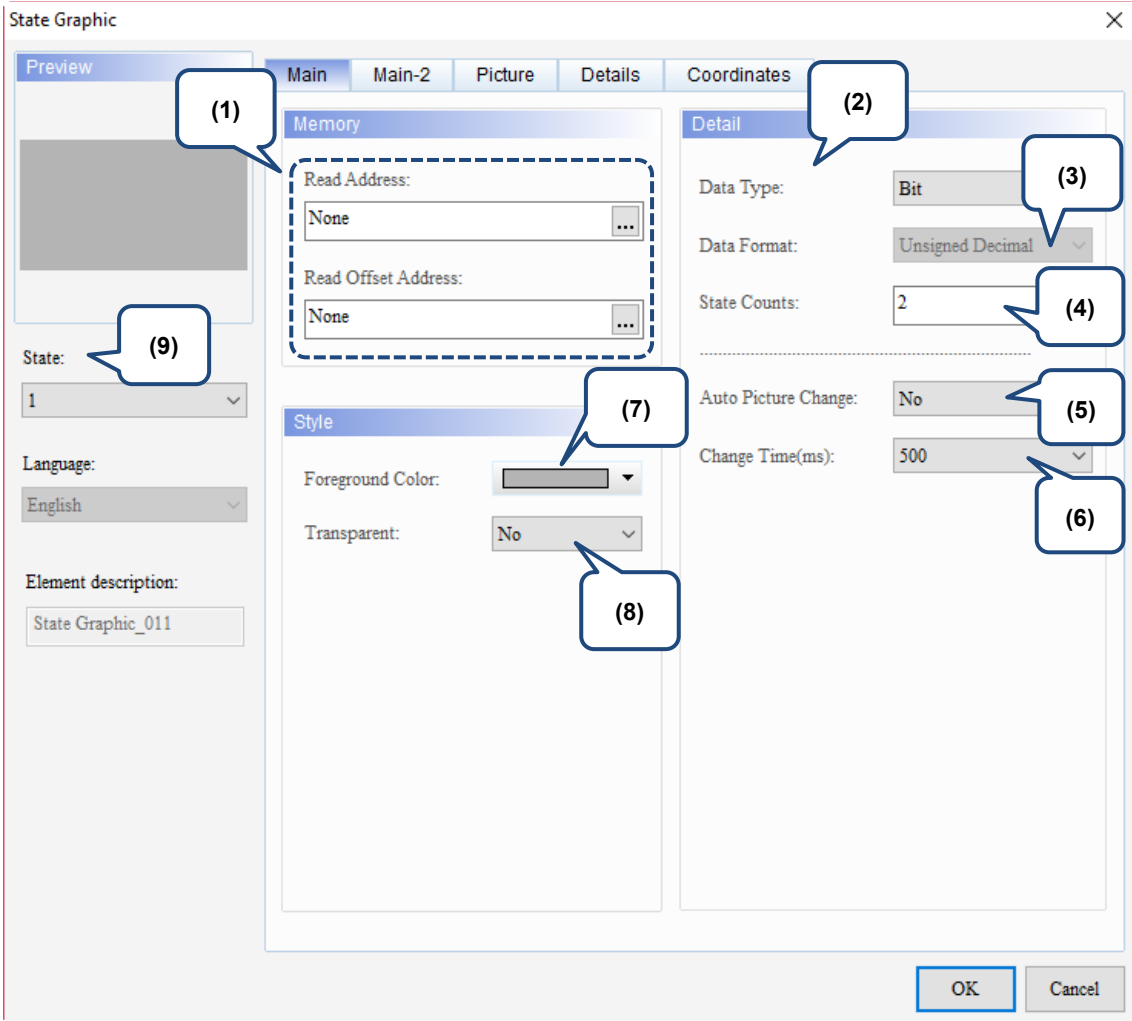 State Graphic
Preview
Main Main-2 Picture Details Coordinates
(1)
(2)
Memory
Detail
Read Address:
None
...
Read Offset Address:
None
...
Data Type:
Bit
(3)
Data Format:
Unsigned Decimal
State Counts:
2
(4)
Auto Picture Change:
No
(5)
Change Time(ms):
500
(6)
State:
(9)
1
Language:
English
Element description:
State Graphic_011
Style
(7)
Foreground Color:
Transparent:
No
(8)
OK
Cancel